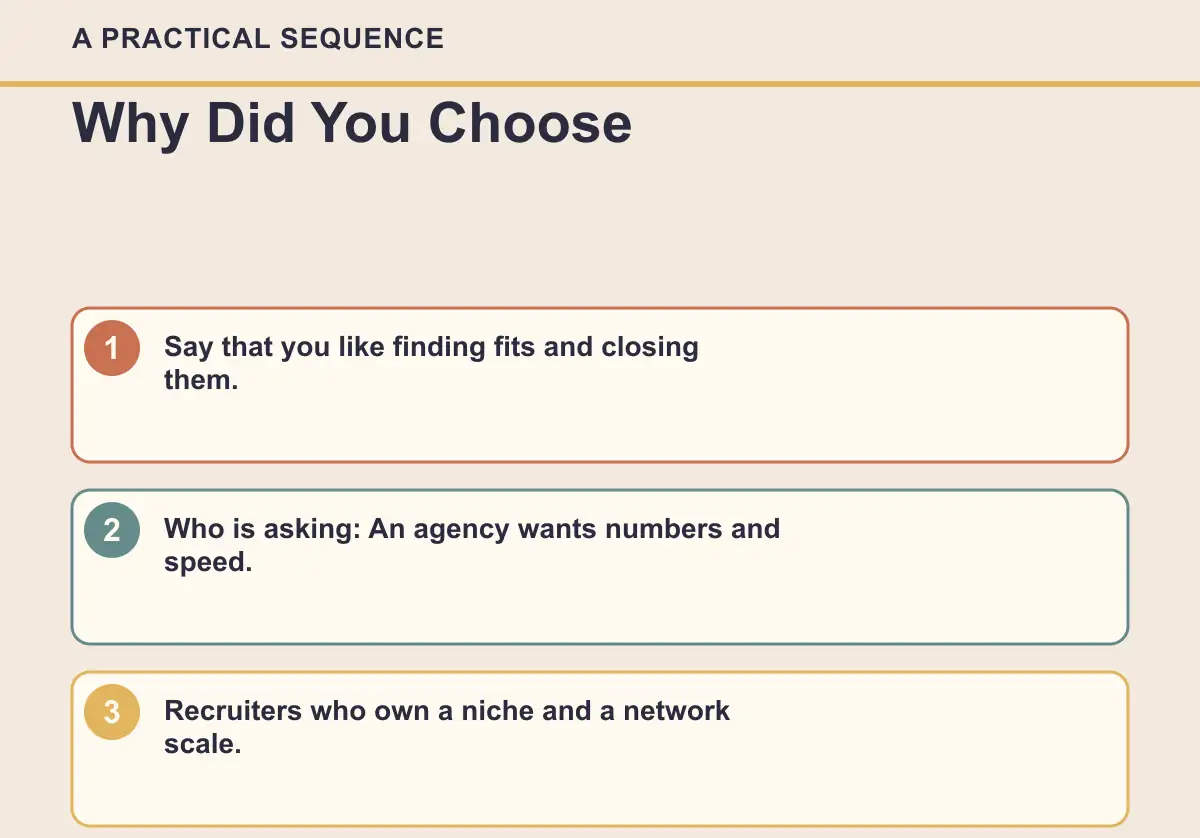 A PRACTICAL SEQUENCE
Why Did You Choose
1
Say that you like finding fits and closing
them.
2
Who is asking: An agency wants numbers and
speed.
3
Recruiters who own a niche and a network
scale.